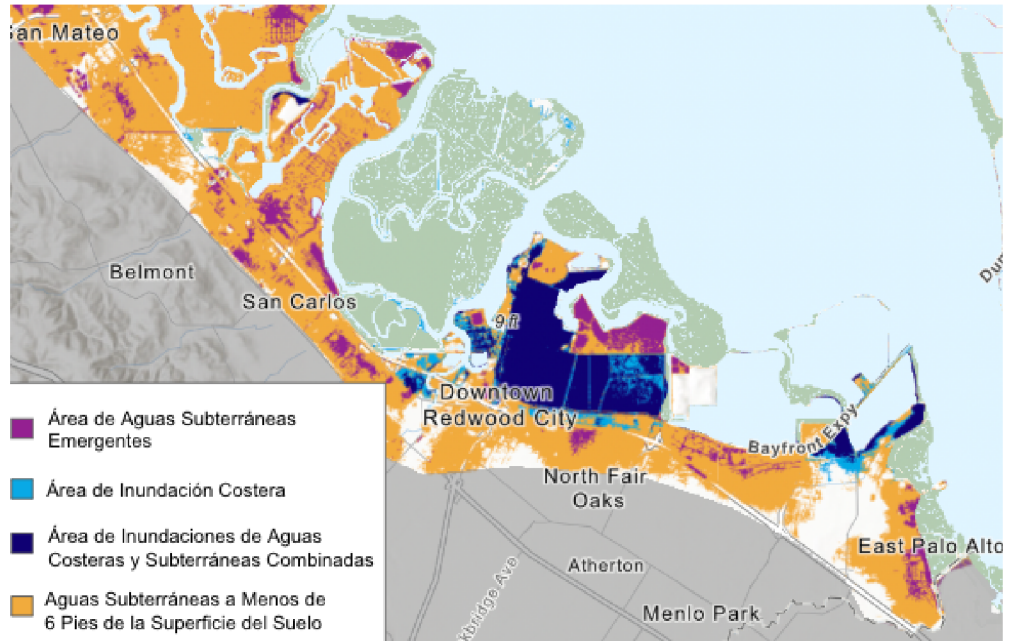 San Mateo
Belmont
San Carlos
9 ft
Downtown
Redwood City
Bayfront Expy
North Fair
Oaks
East Palo Alto
Atherton
Menlo Park
Área de Aguas Subterráneas
Emergentes
Área de Inundación Costera
Área de Inundaciones de Aguas
Costeras y Subterráneas Combinadas
Aguas Subterráneas a Menos de
6 Pies de la Superficie del Suelo